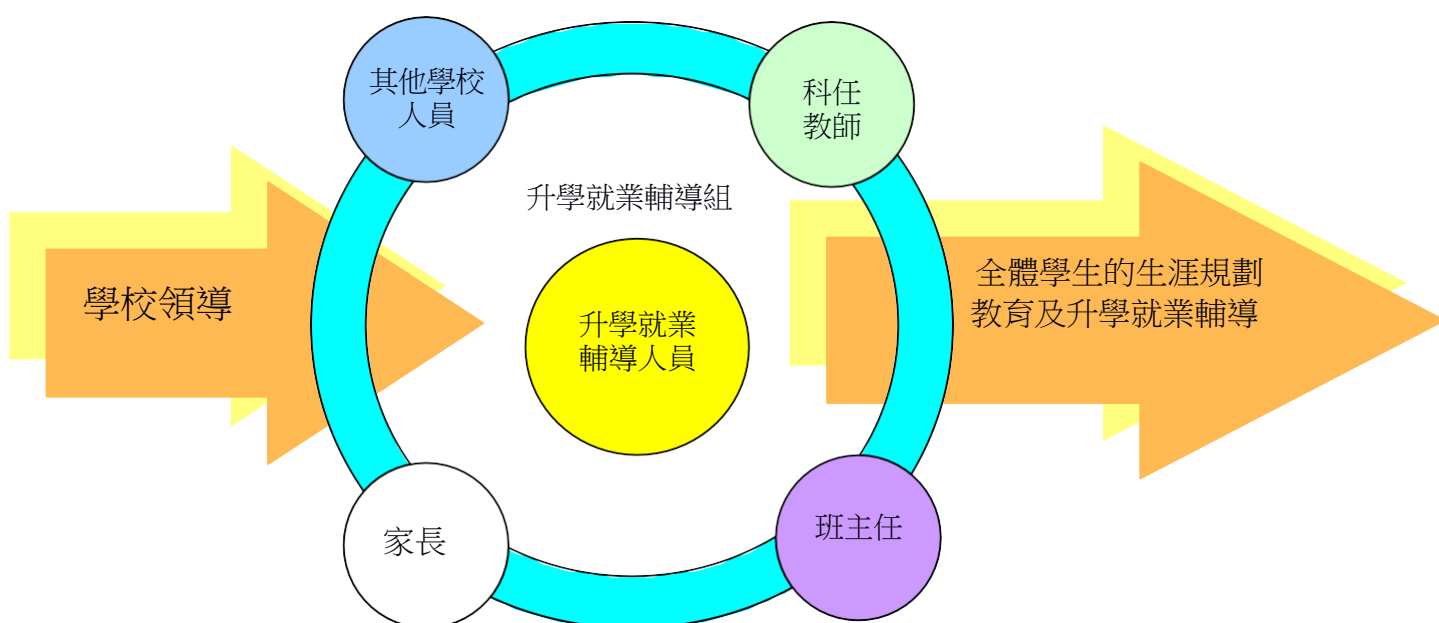 其他學校
人員
科任
教師
升學就業輔導組
學校領導
升學就業
輔導人員
全體學生的生涯規劃
教育及升學就業輔導
家長
班主任